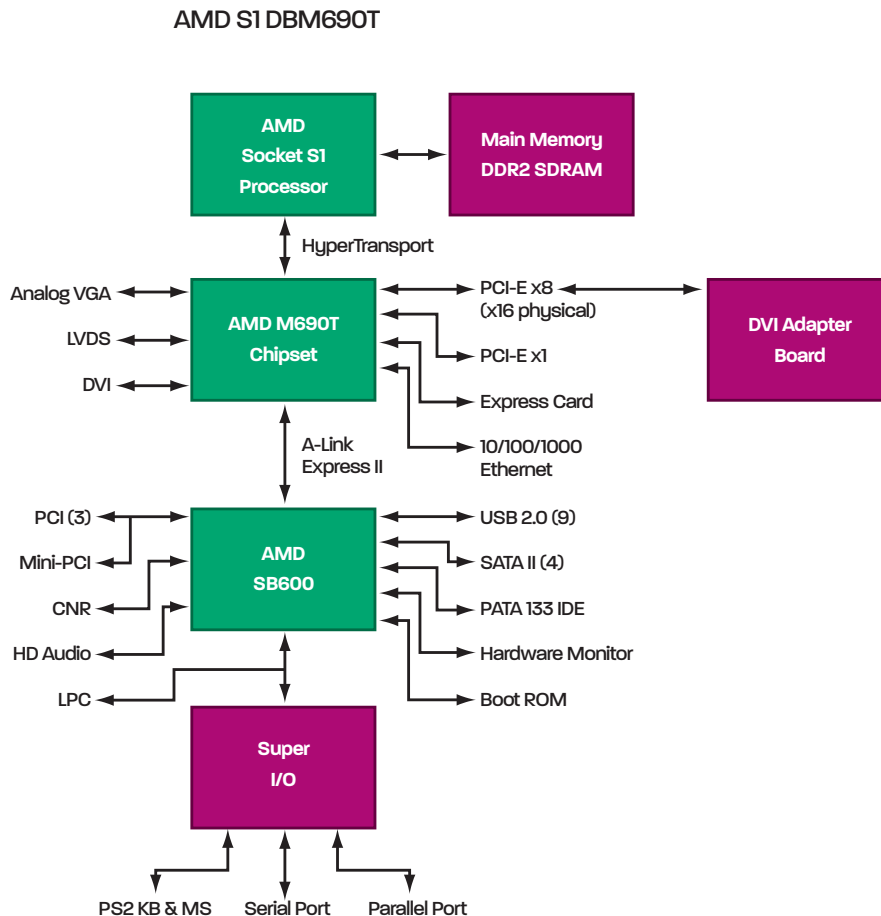 AMD S1 DBM690T
AMD
Socket S1
Processor
Main Memory
DDR2 SDRAM
HyperTransport
Analog VGA
LVDS
DVI
AMD M690T
Chipset
PCI-E x8
(x16 physical)
PCI-E x1
Express Card
10/100/1000
Ethernet
DVI Adapter
Board
A-Link
Express II
PCI (3)
Mini-PCI
CNR
HD Audio
LPC
AMD
SB600
USB 2.0 (9)
SATA II (4)
PATA 133 IDE
Hardware Monitor
Boot ROM
Super
I/O
PS2 KB & MS
Serial Port
Parallel Port